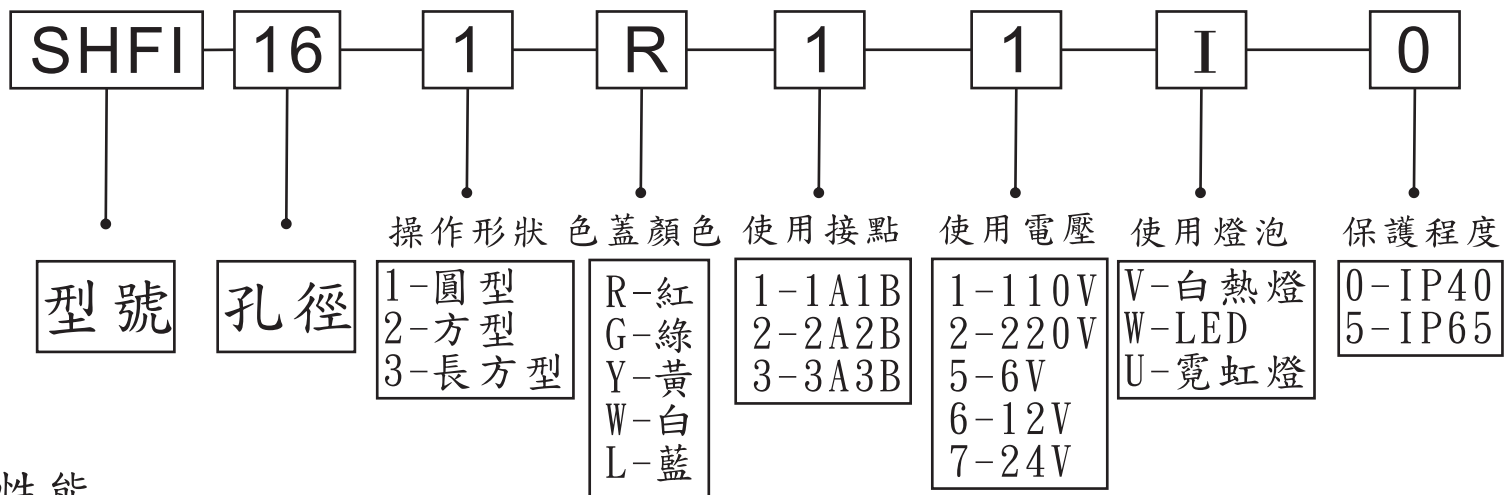 SHFI 16 1 R 1 1 I 0
型號
孔徑
操作形狀
1-圓型
2-方型
3-長方型
色蓋顏色
R-紅
G-綠
Y-黃
W-白
L-藍
使用接點
1-1A1B
2-2A2B
3-3A3B
使用電壓
1-110V
2-220V
5-6V
6-12V
7-24V
使用燈泡
V-白熱燈
W-LED
U-霓虹燈
保護程度
0-IP40
5-IP65
性能